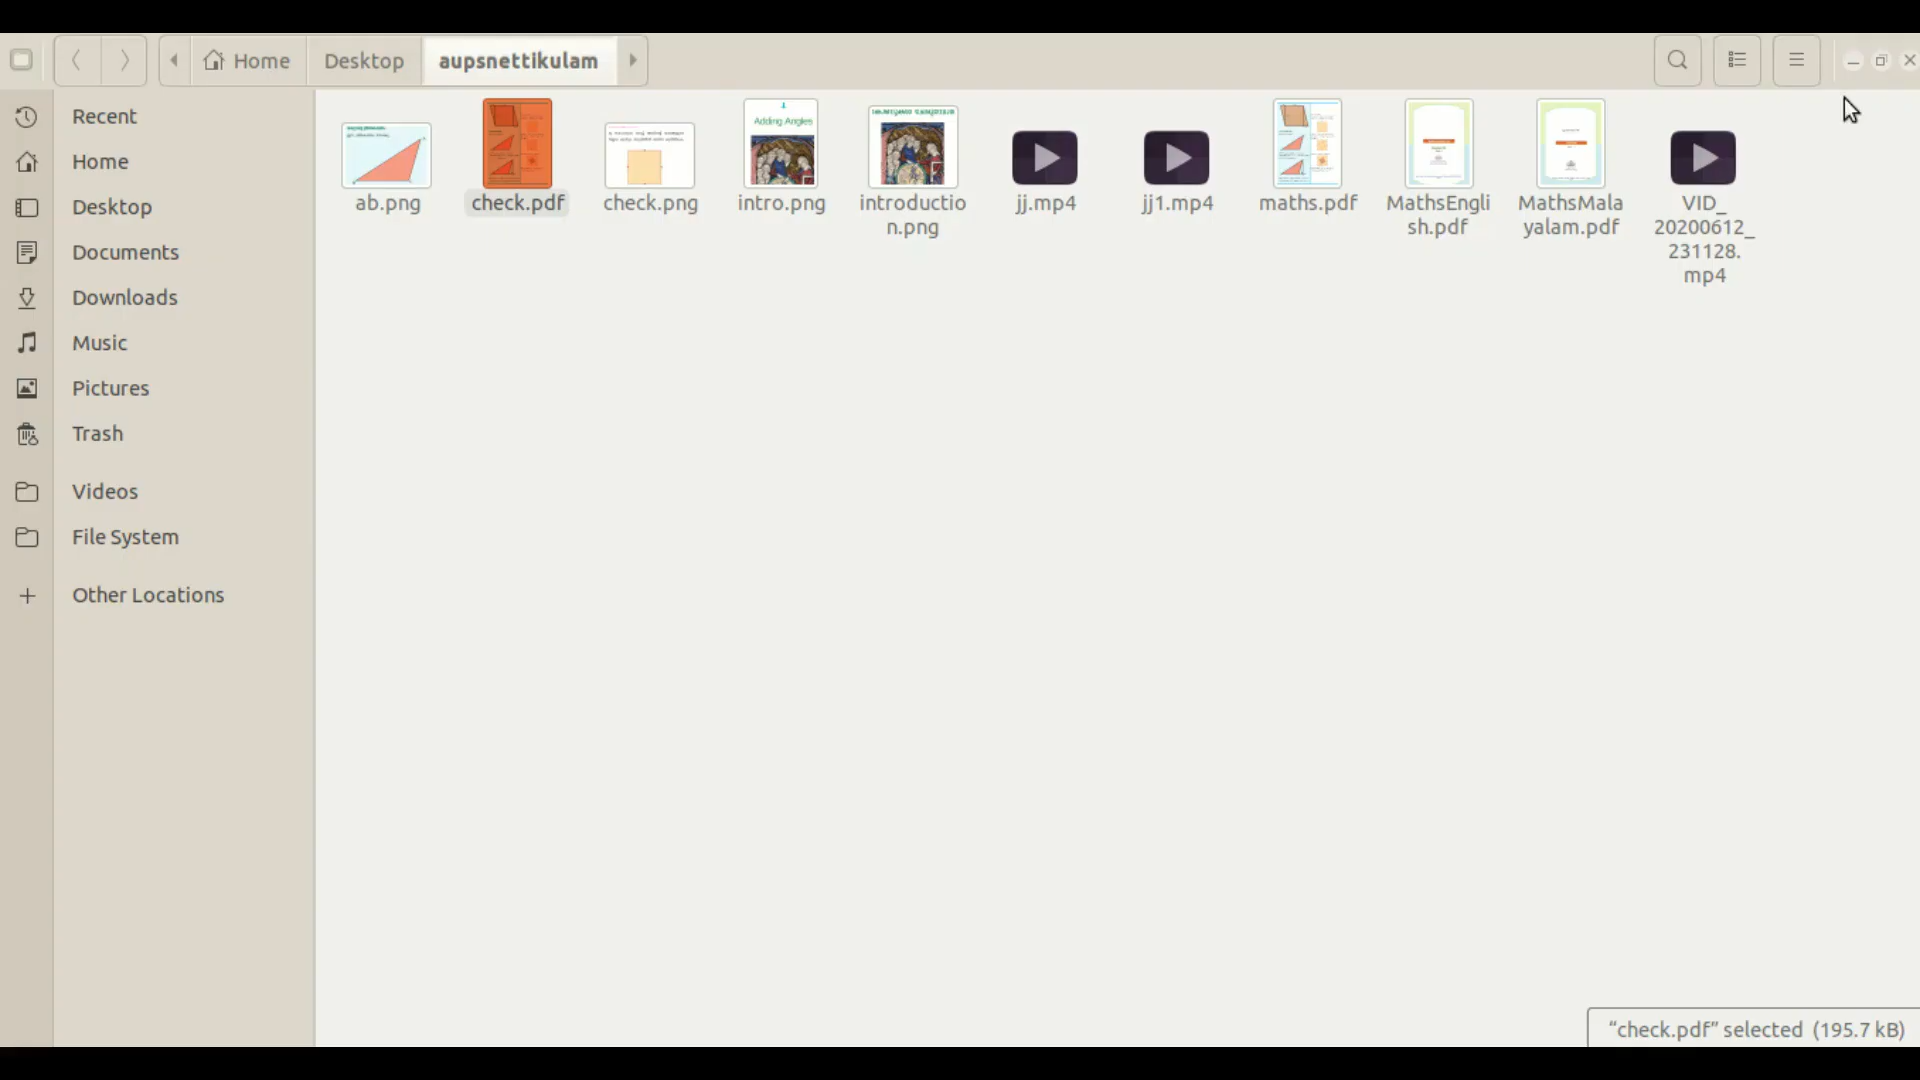 Home
Desktop
aupsnettikulam
Recent
Home
Desktop
Documents
Downloads
Music
Pictures
Trash
Videos
File System
Other Locations
Adding Angles
ab.png
check.pdf
check.png
intro.png
introductio
n.png
jj.mp4
jj1.mp4
maths.pdf
MathsEngli
sh.pdf
MathsMala
yalam.pdf
VID_
20200612_
231128.
mp4
“check.pdf” selected (195.7 kB)